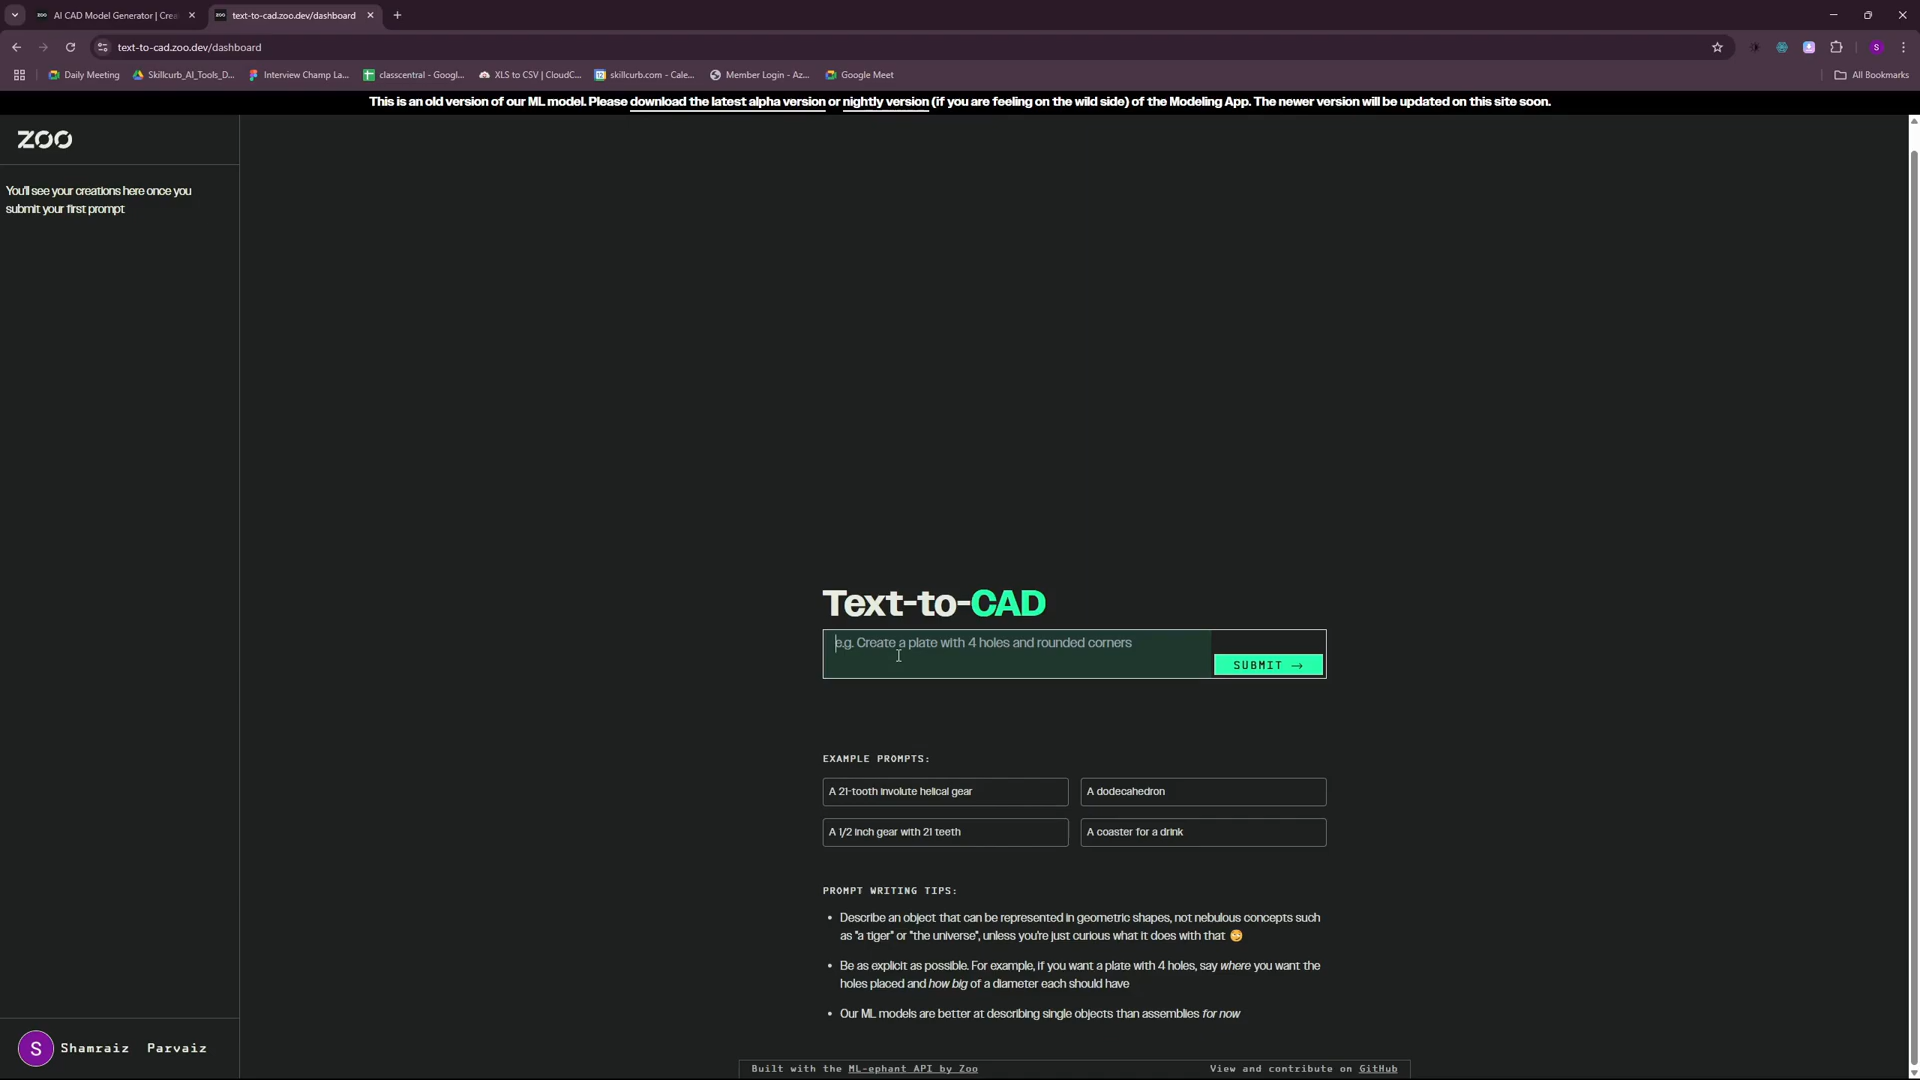 AI CAD Model Generator | Crea
text-to-cad.zoo.dev/dashboard
text-to-cad.zoo.dev/dashboard
S
Daily Meeting
Skillcurb_AI_Tools_D...
Interview Champ La...
classcentral - Googl...
XLS to CSV | CloudC...
skillcurb.com - Cale...
Member Login - Az...
Google Meet
All Bookmarks
This is an old version of our ML model. Please download the latest alpha version or nightly version (if you are feeling on the wild side) of the Modeling App. The newer version will be updated on this site soon.
ZOO
You'll see your creations here once you
submit your first prompt
Text-to-CAD
e.g. Create a plate with 4 holes and rounded corners
SUBMIT →
EXAMPLE PROMPTS:
A 21-tooth involute helical gear
A dodecahedron
A 1/2 inch gear with 21 teeth
A coaster for a drink
PROMPT WRITING TIPS:
• Describe an object that can be represented in geometric shapes, not nebulous concepts such
as "a tiger" or "the universe", unless you're just curious what it does with that 🙄
• Be as explicit as possible. For example, if you want a plate with 4 holes, say where you want the
holes placed and how big of a diameter each should have
• Our ML models are better at describing single objects than assemblies for now
S
Shamraiz Parvaiz
Built with the ML-ephant API by Zoo
View and contribute on GitHub